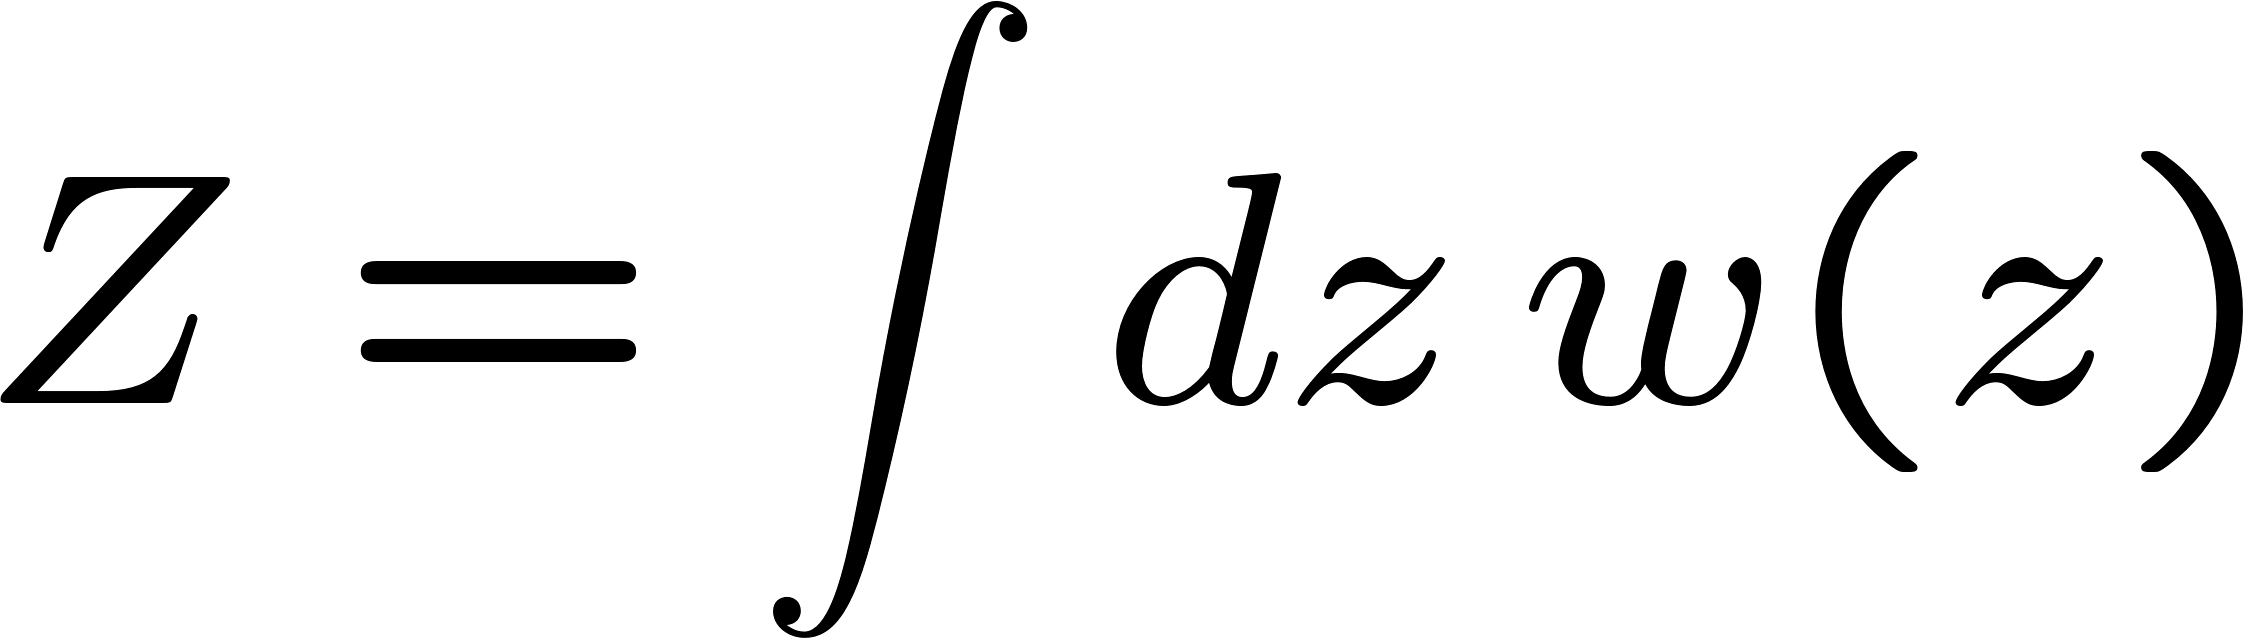 Z = ∫ dz w(z)